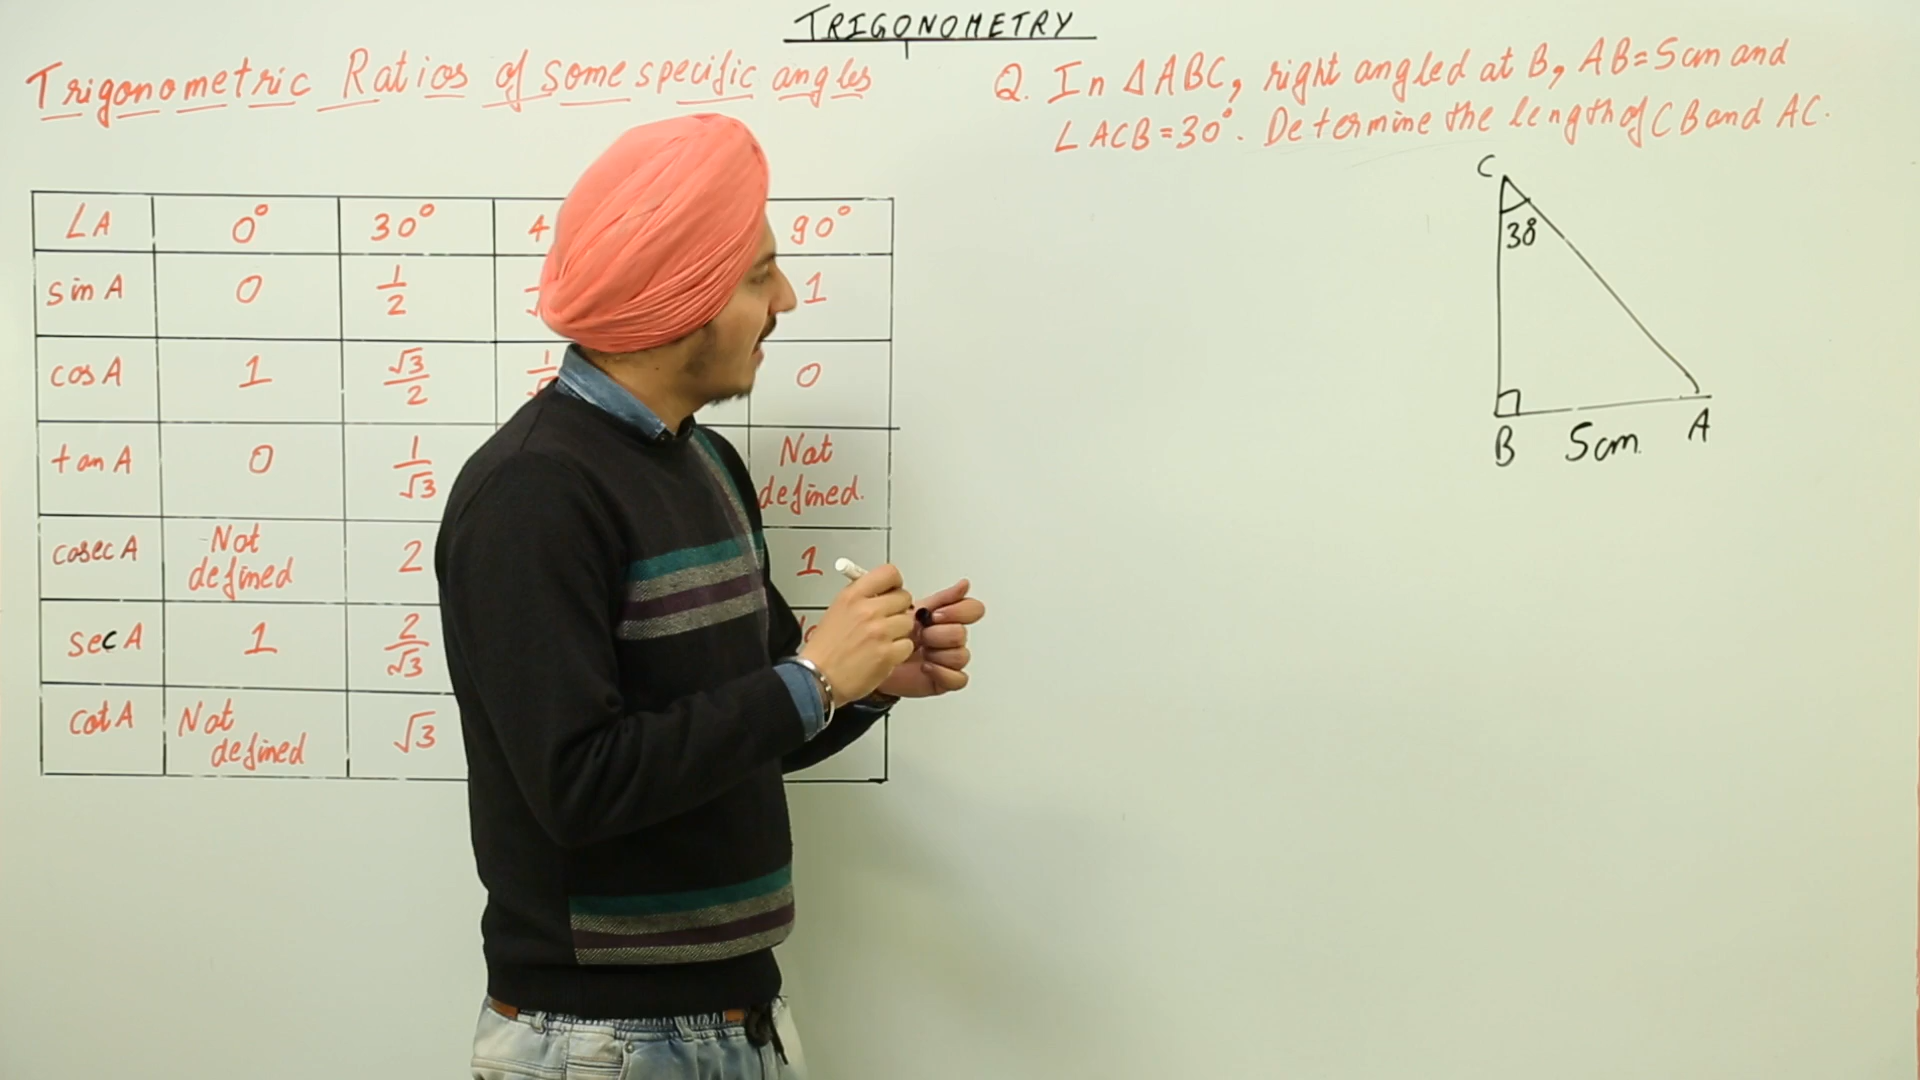 TRIGONOMETRY
Trigonometric Ratios of some specific angles
Q. In ΔABC, right angled at B, AB=5cm and
∠ACB=30°. Determine the length of CB and AC.
∠A 0° 30° 4 90°
sin A 0 1/2 1
cos A 1 √3/2 0
tan A 0 1/√3 Not defined.
cosec A Not defined 2 1
sec A 1 2/√3
cot A Not defined √3
C
30°
B 5cm. A